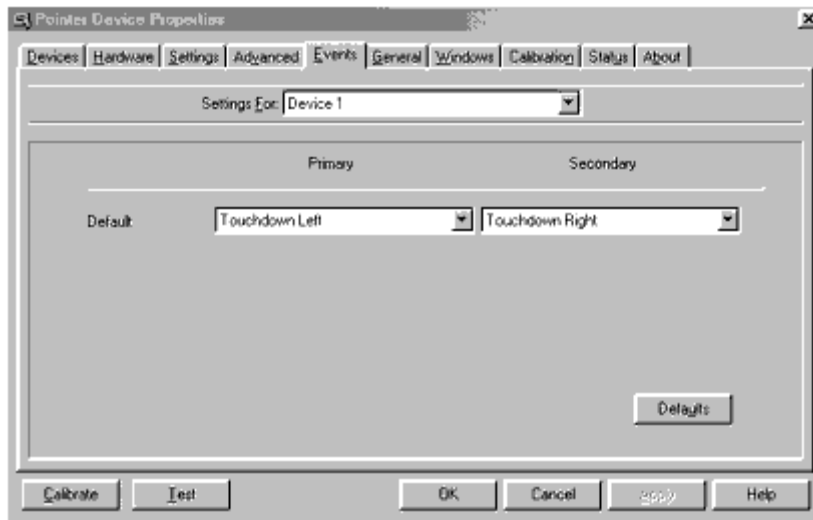 Pointer Device Properties
Devices Hardware Settings Advanced Events General Windows Calibration Status About
Settings For: Device 1
Primary Secondary
Default Touchdown Left Touchdown Right
Defaults
Calibrate Test OK Cancel Apply Help